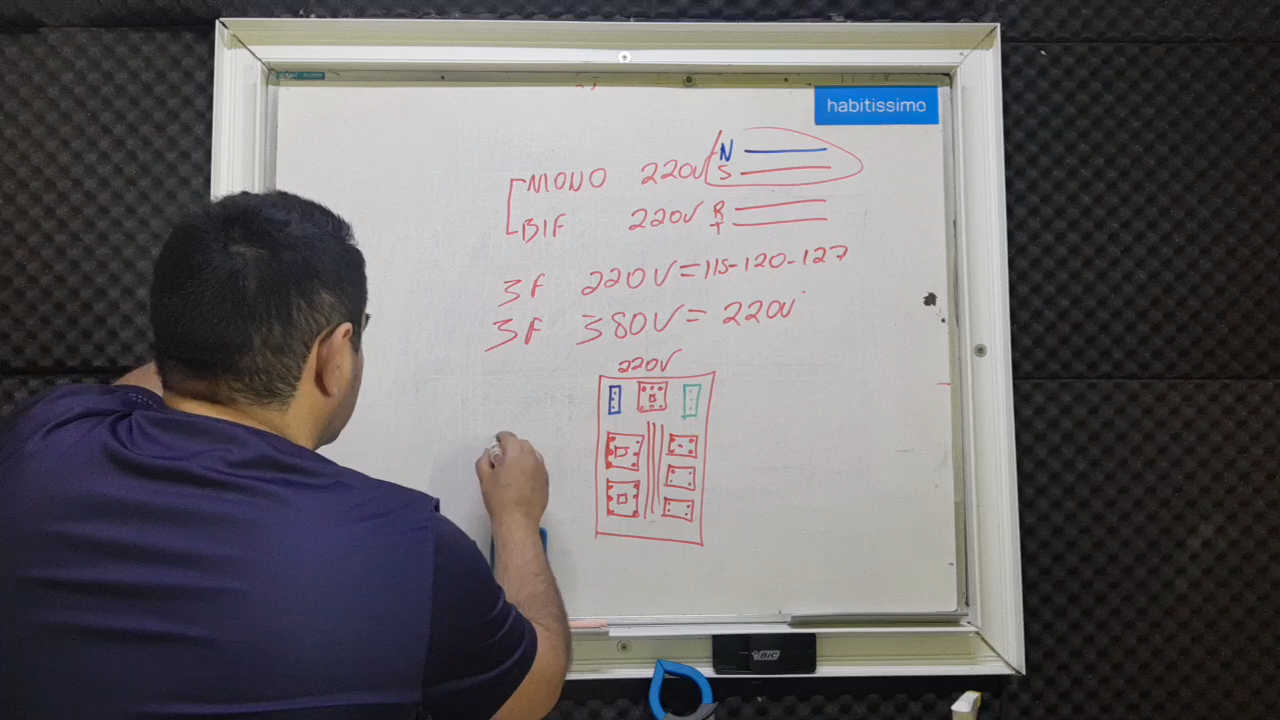 habitissimo
MONO 220V N
S
BIF 220V R
T
3F 220V=115-120-127
3F 380V= 220V
220V
BIC